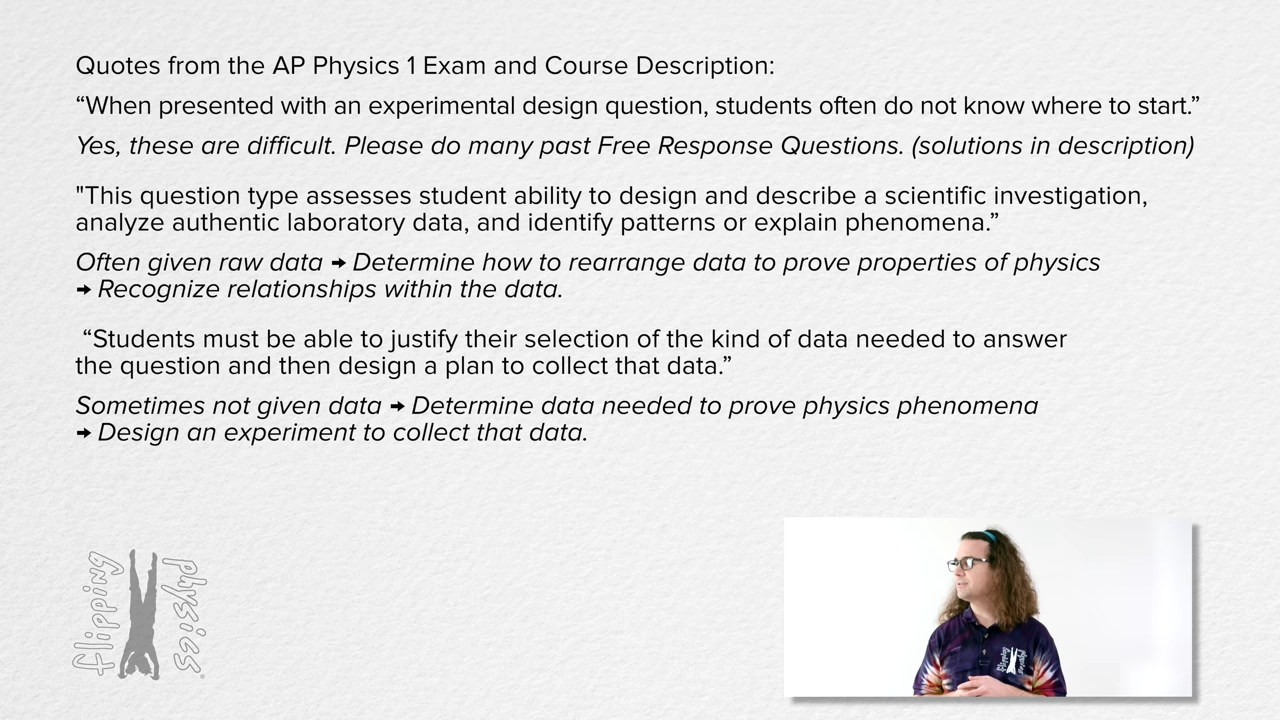 Quotes from the AP Physics 1 Exam and Course Description:
“When presented with an experimental design question, students often do not know where to start.”
Yes, these are difficult. Please do many past Free Response Questions. (solutions in description)
"This question type assesses student ability to design and describe a scientific investigation,
analyze authentic laboratory data, and identify patterns or explain phenomena.”
Often given raw data ➞ Determine how to rearrange data to prove properties of physics
➞ Recognize relationships within the data.
“Students must be able to justify their selection of the kind of data needed to answer
the question and then design a plan to collect that data.”
Sometimes not given data ➞ Determine data needed to prove physics phenomena
➞ Design an experiment to collect that data.
flipping
physics
flipping
physics